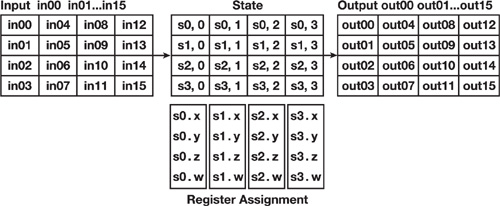 Input in00 in01...in15
State
Output out00 out01...out15
in00 in04 in08 in12
s0, 0 s0, 1 s0, 2 s0, 3
out00 out04 out08 out12
in01 in05 in09 in13
s1, 0 s1, 1 s1, 2 s1, 3
out01 out05 out09 out13
in02 in06 in10 in14
s2, 0 s2, 1 s2, 2 s2, 3
out02 out06 out10 out14
in03 in07 in11 in15
s3, 0 s3, 1 s3, 2 s3, 3
out03 out07 out11 out15
s0.x s1.x s2.x s3.x
s0.y s1.y s2.y s3.y
s0.z s1.z s2.z s3.z
s0.w s1.w s2.w s3.w
Register Assignment